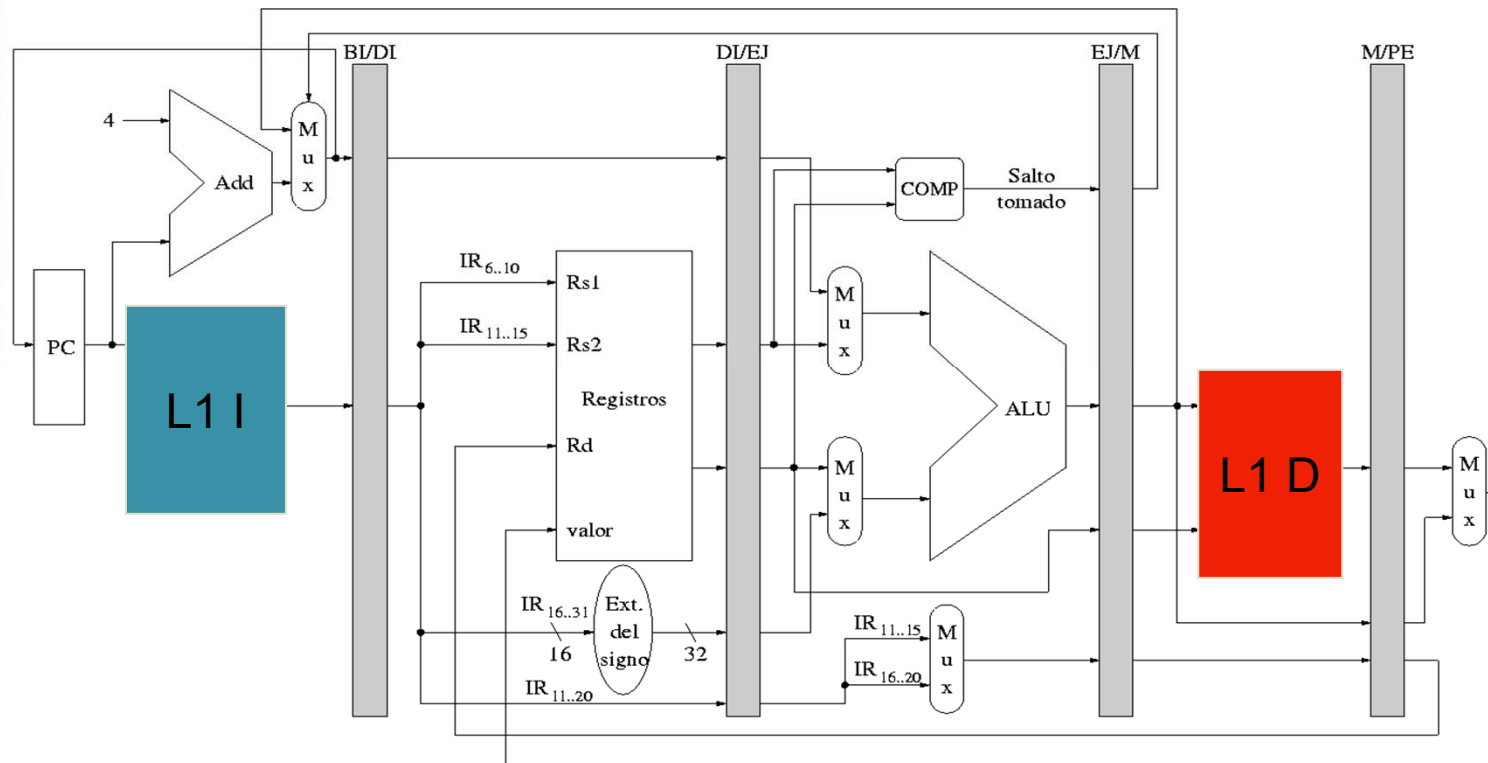 BI/DI
DI/EJ
EJ/M
M/PE
4
Add
M
u
x
PC
L1 I
IR6..10
IR11..15
Rs1
Rs2
Registros
Rd
valor
IR16..31
16
Ext.
del
signo
32
IR11..20
COMP
Salto
tomado
M
u
x
M
u
x
ALU
IR11..15
IR16..20
M
u
x
L1 D
M
u
x